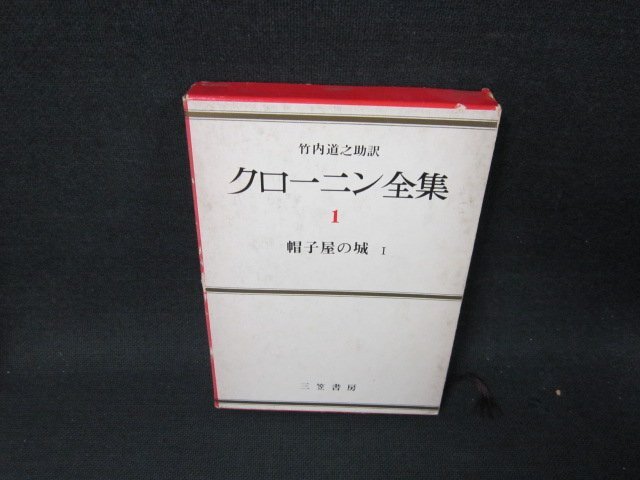 竹内道之助訳
クローニン全集
1
帽子屋の城 I
三笠書房